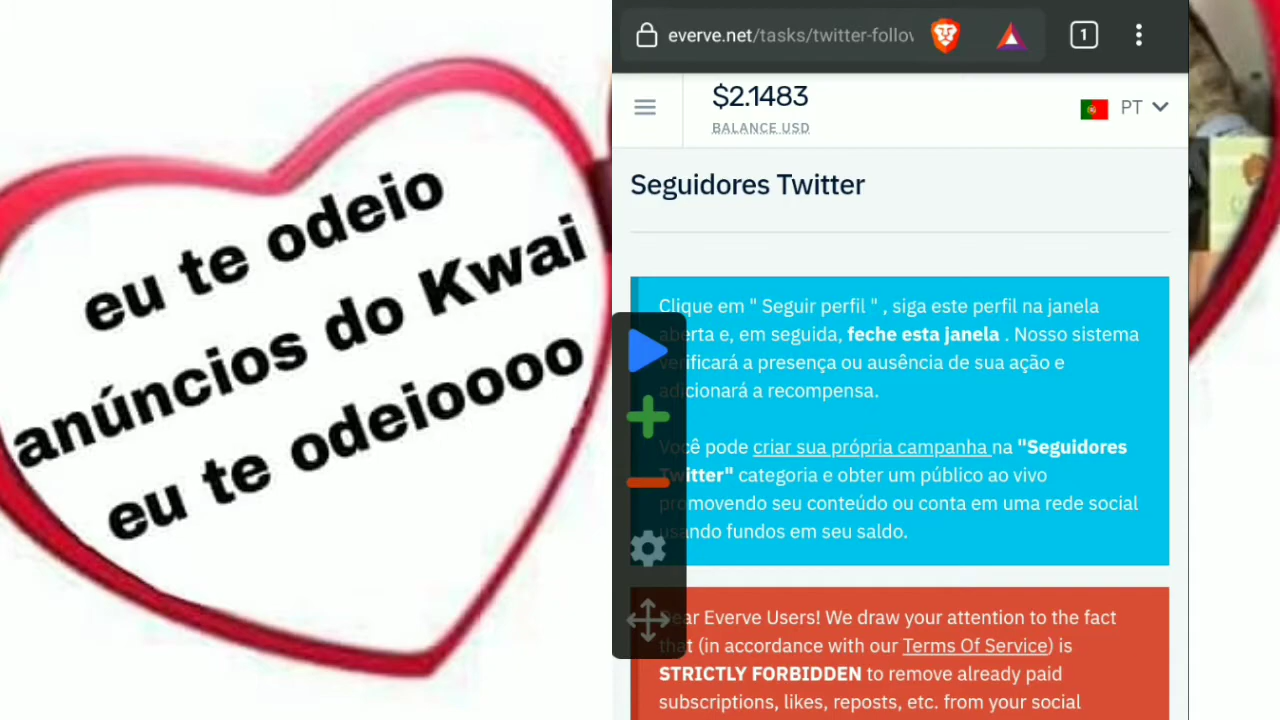 eu te odeio
anúncios do Kwai
eu te odeioooo
everve.net/tasks/twitter-follov
1
$2.1483
BALANCE USD
PT
Seguidores Twitter
Clique em " Seguir perfil " , siga este perfil na janela
aberta e, em seguida, feche esta janela . Nosso sistema
verificará a presença ou ausência de sua ação e
adicionará a recompensa.
Você pode criar sua própria campanha na "Seguidores
Twitter" categoria e obter um público ao vivo
promovendo seu conteúdo ou conta em uma rede social
usando fundos em seu saldo.
Dear Everve Users! We draw your attention to the fact
that (in accordance with our Terms Of Service) is
STRICTLY FORBIDDEN to remove already paid
subscriptions, likes, reposts, etc. from your social